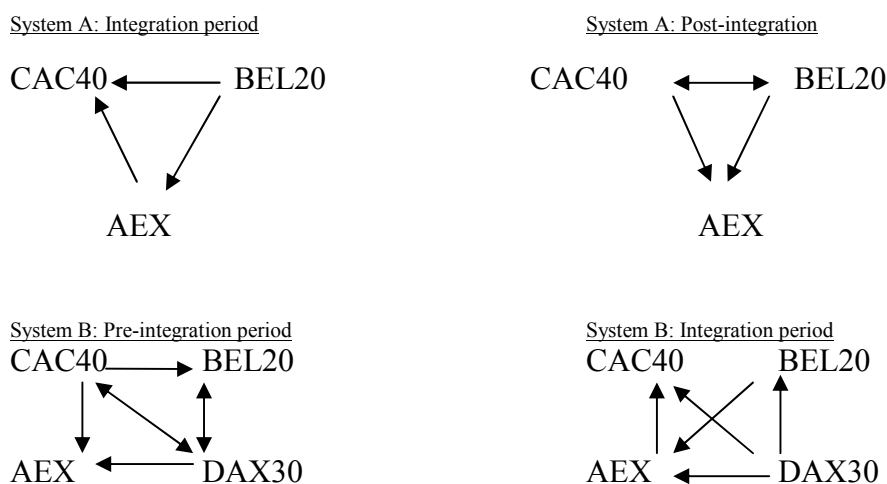 System A: Integration period
CAC40 BEL20
AEX
System A: Post-integration
CAC40 BEL20
AEX
System B: Pre-integration period
CAC40 BEL20
AEX DAX30
System B: Integration period
CAC40 BEL20
AEX DAX30